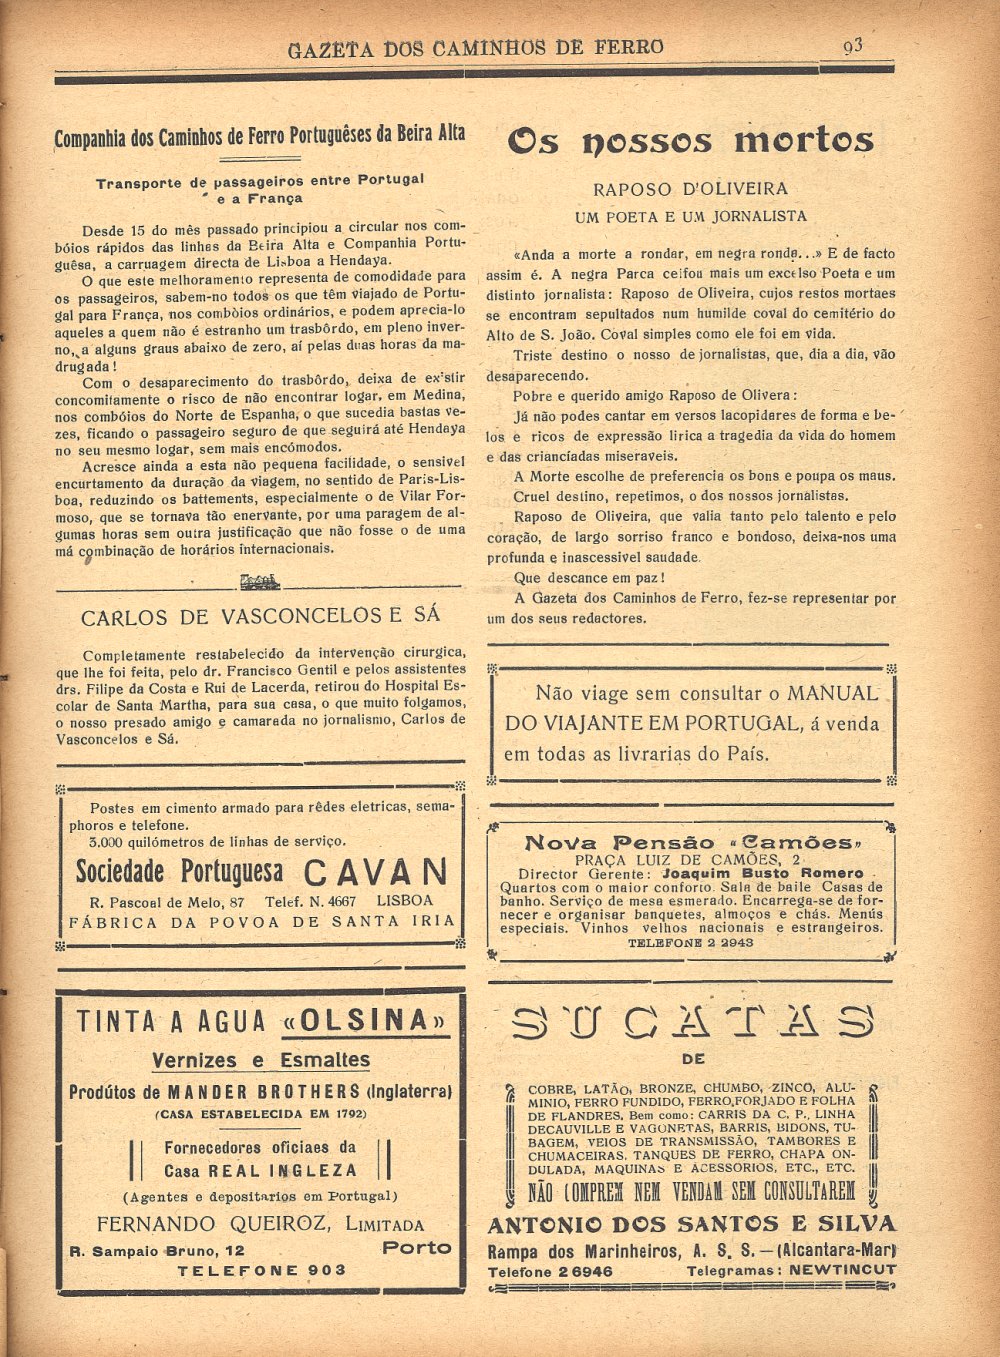 GAZETA DOS CAMINHOS DE FERRO 93
Companhia dos Caminhos de Ferro Portuguêses da Beira Alta
Transporte de passageiros entre Portugal
e a França
Desde 15 do mês passado principiou a circular nos com-
bóios rápidos das linhas da Beira Alta e Companhia Portu-
guêsa, a carruagem directa de Lisboa a Hendaya.
O que este melhoramento representa de comodidade para
os passageiros, sabem-no todos os que têm viajado de Portu-
gal para França, nos combòios ordinários, e podem aprecia-lo
aqueles a quem não é estranho um trasbôrdo, em pleno inver-
no, a alguns graus abaixo de zero, aí pelas duas horas da ma-
drugada!
Com o desaparecimento do trasbôrdo, deixa de existir
concomitamente o risco de não encontrar logar, em Medina,
nos combóios do Norte de Espanha, o que sucedia bastas ve-
zes, ficando o passageiro seguro de que seguirá até Hendaya
no seu mesmo logar, sem mais encómodos.
Acresce ainda a esta não pequena facilidade, o sensivel
encurtamento da duração da viagem, no sentido de Paris-Lis-
boa, reduzindo os battements, especialmente o de Vilar For-
moso, que se tornava tão enervante, por uma paragem de al-
gumas horas sem outra justificação que não fosse o de uma
má combinação de horários internacionais.
CARLOS DE VASCONCELOS E SÁ
Completamente restabelecido da intervenção cirurgica,
que lhe foi feita, pelo dr. Francisco Gentil e pelos assistentes
drs. Filipe da Costa e Rui de Lacerda, retirou do Hospital Es-
colar de Santa Martha, para sua casa, o que muito folgamos,
o nosso presado amigo e camarada no jornalismo, Carlos de
Vasconcelos e Sá.
Postes em cimento armado para rêdes eletricas, sema-
phoros e telefone.
3.000 quilómetros de linhas de serviço.
Sociedade Portuguesa CAVAN
R. Pascoal de Melo, 87 Telef. N. 4667 LISBOA
FÁBRICA DA POVOA DE SANTA IRIA
TINTA A AGUA «OLSINA»
Vernizes e Esmaltes
Prodútos de MANDER BROTHERS (Inglaterra)
(CASA ESTABELECIDA EM 1792)
Fornecedores oficiaes da
Casa REAL INGLEZA
(Agentes e depositarios em Portugal)
FERNANDO QUEIROZ, LIMITADA
R. Sampaio Bruno, 12 Porto
TELEFONE 903
Os nossos mortos
RAPOSO D'OLIVEIRA
UM POETA E UM JORNALISTA
«Anda a morte a rondar, em negra ronda...» E de facto
assim é. A negra Parca ceifou mais um excelso Poeta e um
distinto jornalista: Raposo de Oliveira, cujos restos mortaes
se encontram sepultados num humilde coval do cemitério do
Alto de S. João. Coval simples como ele foi em vida.
Triste destino o nosso de jornalistas, que, dia a dia, vão
desaparecendo.
Pobre e querido amigo Raposo de Olivera:
Já não podes cantar em versos lacopidares de forma e be-
los e ricos de expressão lirica a tragedia da vida do homem
e das criancíadas miseraveis.
A Morte escolhe de preferencia os bons e poupa os maus.
Cruel destino, repetimos, o dos nossos jornalistas.
Raposo de Oliveira, que valia tanto pelo talento e pelo
coração, de largo sorriso franco e bondoso, deixa-nos uma
profunda e inascessivel saudade.
Que descance em paz!
A Gazeta dos Caminhos de Ferro, fez-se representar por
um dos seus redactores.
Não viage sem consultar o MANUAL
DO VIAJANTE EM PORTUGAL, á venda
em todas as livrarias do País.
Nova Pensão «Camões»
PRAÇA LUIZ DE CAMÕES, 2
Director Gerente: Joaquim Busto Romero
Quartos com o maior conforto. Sala de baile Casas de
banho. Serviço de mesa esmerado. Encarrega-se de for-
necer e organisar banquetes, almoços e chás. Menús
especiais. Vinhos velhos nacionais e estrangeiros.
TELEFONE 2 2943
SUCATAS
DE
COBRE, LATÃO, BRONZE, CHUMBO, ZINCO, ALU-
MINIO, FERRO FUNDIDO, FERRO FORJADO E FOLHA
DE FLANDRES. Bem como: CARRIS DA C. P., LINHA
DECAUVILLE E VAGONETAS, BARRIS, BIDONS, TU-
BAGEM, VEIOS DE TRANSMISSÃO, TAMBORES E
CHUMACEIRAS, TANQUES DE FERRO, CHAPA ON-
DULADA, MAQUINAS E ACESSORIOS, ETC., ETC.
NÃO COMPREM NEM VENDAM SEM CONSULTAREM
ANTONIO DOS SANTOS E SILVA
Rampa dos Marinheiros, A. S. S. — (Alcantara-Mar)
Telefone 2 6946 Telegramas: NEWTINCUT